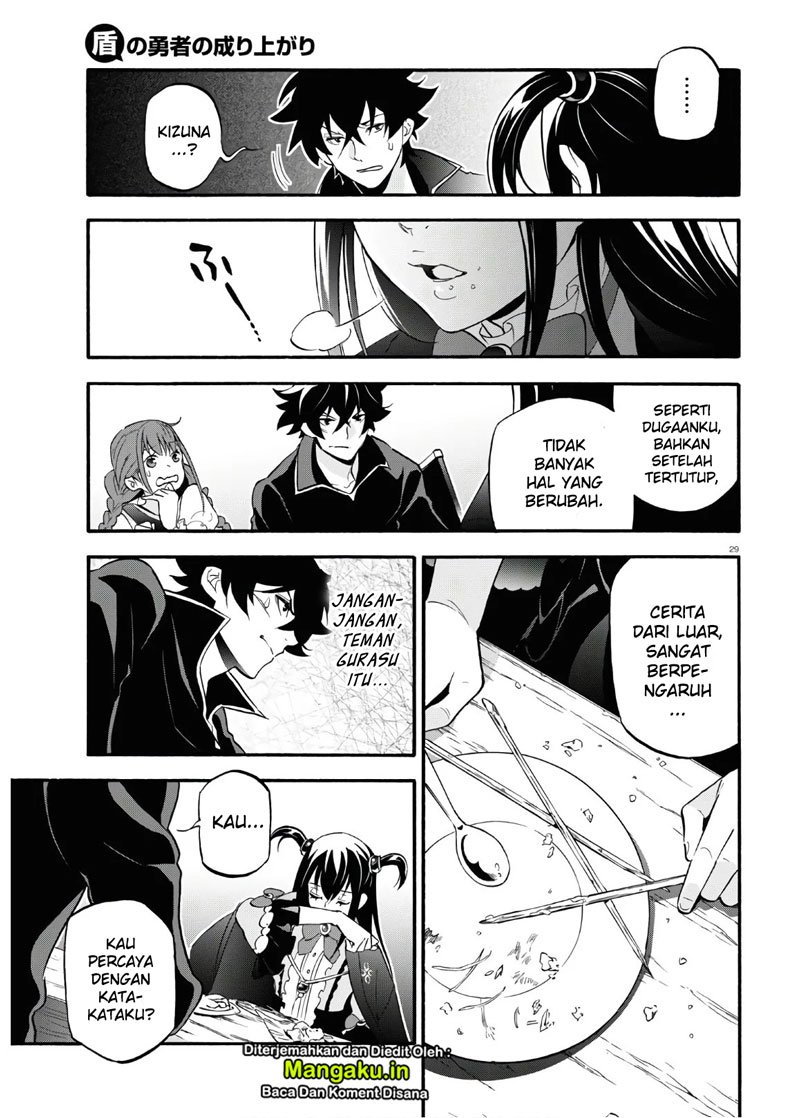 盾の勇者の成り上がり
......
KIZUNA
...?
ふー
SEPERTI
DUGAANKU,
BAHKAN
SETELAH
TERTUTUP,
TIDAK
BANYAK
HAL YANG
BERUBAH.
29
CERITA
DARI LUAR,
SANGAT
BERPE-
NGARUH
...
JANGAN-
JANGAN,
TEMAN
GURASU
ITU...
KAU...
KAU
PERCAYA
DENGAN
KATA-
KATAKU?
Diterjemahkan dan Diedit Oleh :
Mangaku.in
Baca Dan Koment Disana